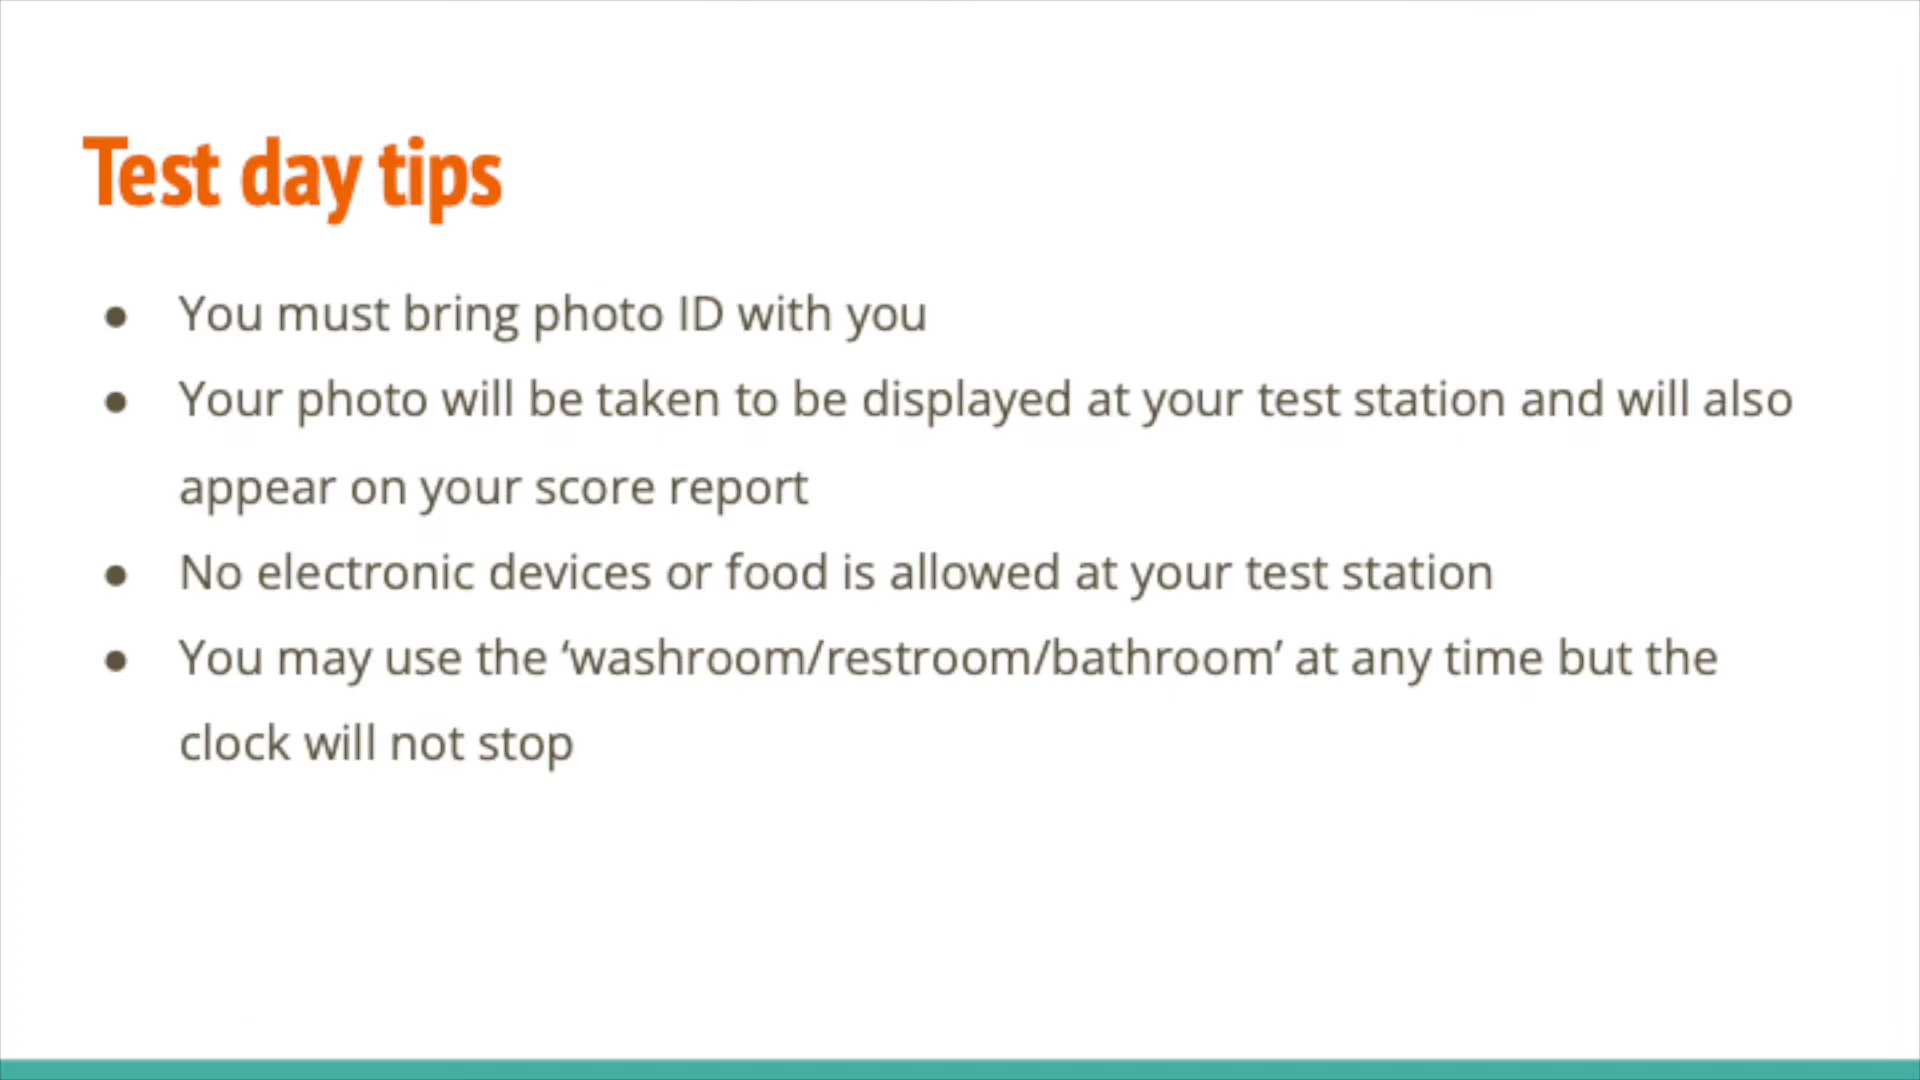 Test day tips
● You must bring photo ID with you
● Your photo will be taken to be displayed at your test station and will also
appear on your score report
● No electronic devices or food is allowed at your test station
● You may use the ‘washroom/restroom/bathroom’ at any time but the
clock will not stop